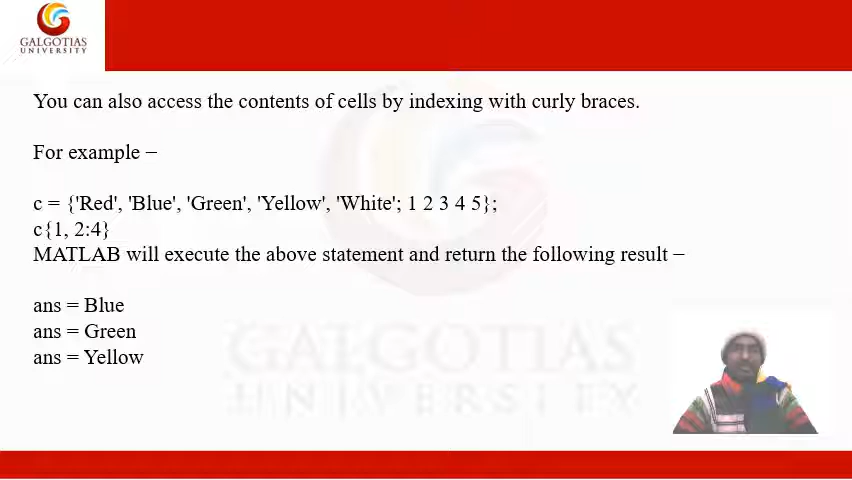 GALGOTIAS
UNIVERSITY
You can also access the contents of cells by indexing with curly braces.
For example −
c = {'Red', 'Blue', 'Green', 'Yellow', 'White'; 1 2 3 4 5};
c{1, 2:4}
MATLAB will execute the above statement and return the following result −
ans = Blue
ans = Green
ans = Yellow
GALGOTIAS
UNIVERSITY